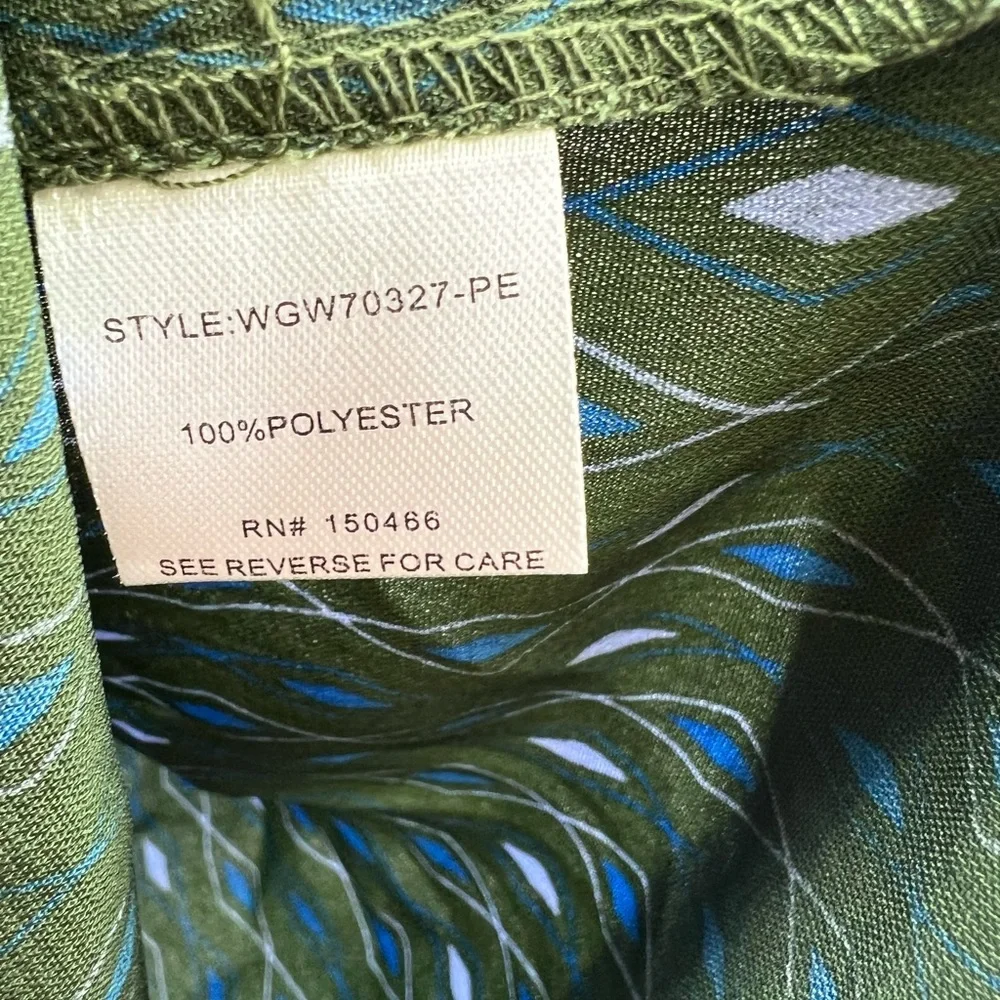 STYLE:WGW70327-PE
100%POLYESTER
RN# 150466
SEE REVERSE FOR CARE